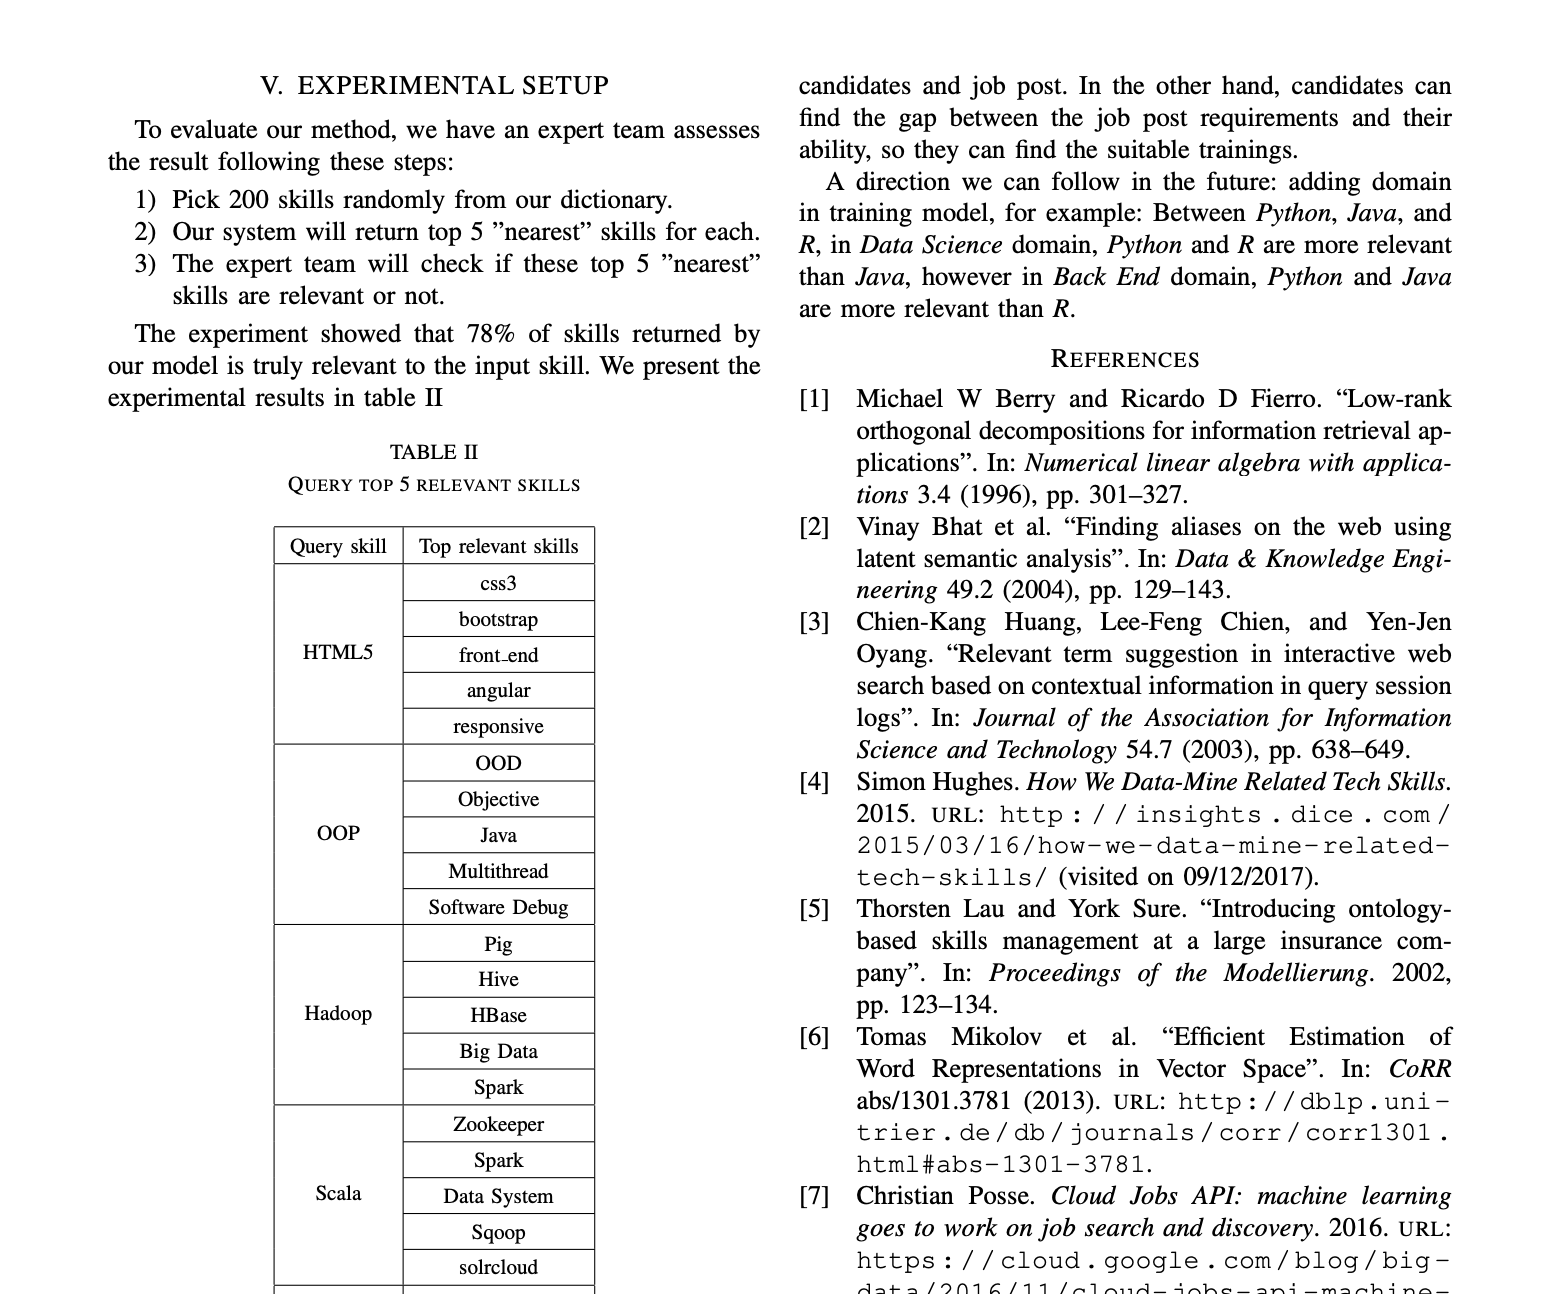 V. EXPERIMENTAL SETUP
To evaluate our method, we have an expert team assesses
the result following these steps:
1) Pick 200 skills randomly from our dictionary.
2) Our system will return top 5 ”nearest” skills for each.
3) The expert team will check if these top 5 ”nearest”
skills are relevant or not.
The experiment showed that 78% of skills returned by
our model is truly relevant to the input skill. We present the
experimental results in table II
TABLE II
QUERY TOP 5 RELEVANT SKILLS
Query skill Top relevant skills
HTML5
css3
bootstrap
front_end
angular
responsive
OOP
OOD
Objective
Java
Multithread
Software Debug
Hadoop
Pig
Hive
HBase
Big Data
Spark
Scala
Zookeeper
Spark
Data System
Sqoop
solrcloud
candidates and job post. In the other hand, candidates can
find the gap between the job post requirements and their
ability, so they can find the suitable trainings.
A direction we can follow in the future: adding domain
in training model, for example: Between Python, Java, and
R, in Data Science domain, Python and R are more relevant
than Java, however in Back End domain, Python and Java
are more relevant than R.
REFERENCES
[1] Michael W Berry and Ricardo D Fierro. “Low-rank
orthogonal decompositions for information retrieval ap-
plications”. In: Numerical linear algebra with applica-
tions 3.4 (1996), pp. 301–327.
[2] Vinay Bhat et al. “Finding aliases on the web using
latent semantic analysis”. In: Data & Knowledge Engi-
neering 49.2 (2004), pp. 129–143.
[3] Chien-Kang Huang, Lee-Feng Chien, and Yen-Jen
Oyang. “Relevant term suggestion in interactive web
search based on contextual information in query session
logs”. In: Journal of the Association for Information
Science and Technology 54.7 (2003), pp. 638–649.
[4] Simon Hughes. How We Data-Mine Related Tech Skills.
2015. URL: http : / / insights . dice . com /
2015/03/16/how-we-data-mine-related-
tech-skills/ (visited on 09/12/2017).
[5] Thorsten Lau and York Sure. “Introducing ontology-
based skills management at a large insurance com-
pany”. In: Proceedings of the Modellierung. 2002,
pp. 123–134.
[6] Tomas Mikolov et al. “Efficient Estimation of
Word Representations in Vector Space”. In: CoRR
abs/1301.3781 (2013). URL: http://dblp.uni-
trier.de/db/journals/corr/corr1301.
html#abs-1301-3781.
[7] Christian Posse. Cloud Jobs API: machine learning
goes to work on job search and discovery. 2016. URL:
https://cloud.google.com/blog/big-
data/2016/11/cloud-jobs-api-machine-